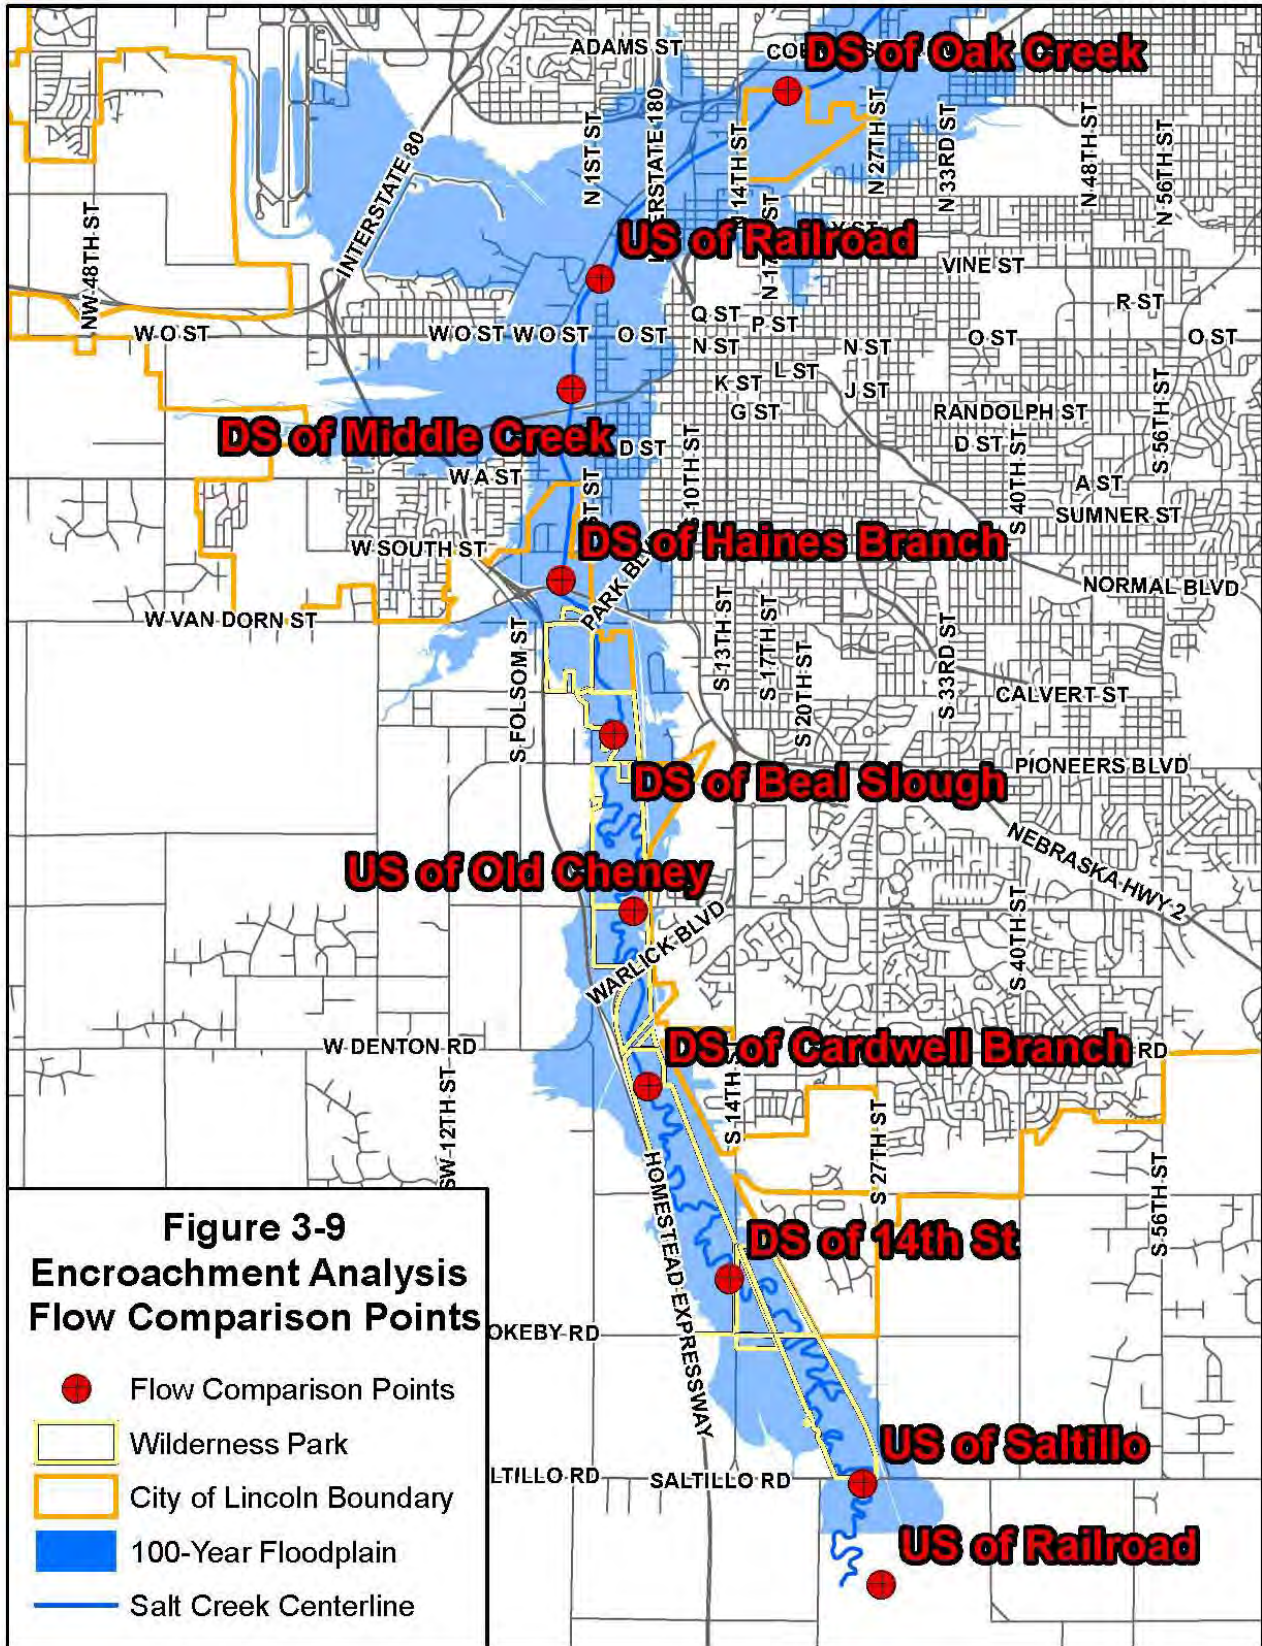 ADAMS ST
DS of Oak Creek
INTERSTATE 80
N 1ST ST
N 14TH ST
N 27TH ST
N 33RD ST
N 48TH ST
N 56TH ST
NW 48TH ST
US of Railroad
VINE ST
R ST
Q ST
P ST
W O ST
W O ST
W O ST
O ST
N ST
N ST
O ST
O ST
L ST
K ST
J ST
G ST
RANDOLPH ST
DS of Middle Creek
D ST
D ST
S 10TH ST
S 40TH ST
S 56TH ST
W A ST
A ST
SUMNER ST
W SOUTH ST
DS of Haines Branch
NORMAL BLVD
W VAN DORN ST
S FOLSOM ST
S 13TH ST
S 17TH ST
S 20TH ST
S 33RD ST
CALVERT ST
DS of Beal Slough
PIONEERS BLVD
NEBRASKA HWY 2
US of Old Cheney
S 40TH ST
WARLICK BLVD
W DENTON RD
DS of Cardwell Branch
RD
SW 12TH ST
S 14TH
S 27TH ST
S 56TH ST
HOMESTEAD EXPRESSWAY
DS of 14th St
OKEBY RD
US of Saltillo
LTILLO RD
SALTILLO RD
US of Railroad
Figure 3-9
Encroachment Analysis
Flow Comparison Points
Flow Comparison Points
Wilderness Park
City of Lincoln Boundary
100-Year Floodplain
Salt Creek Centerline